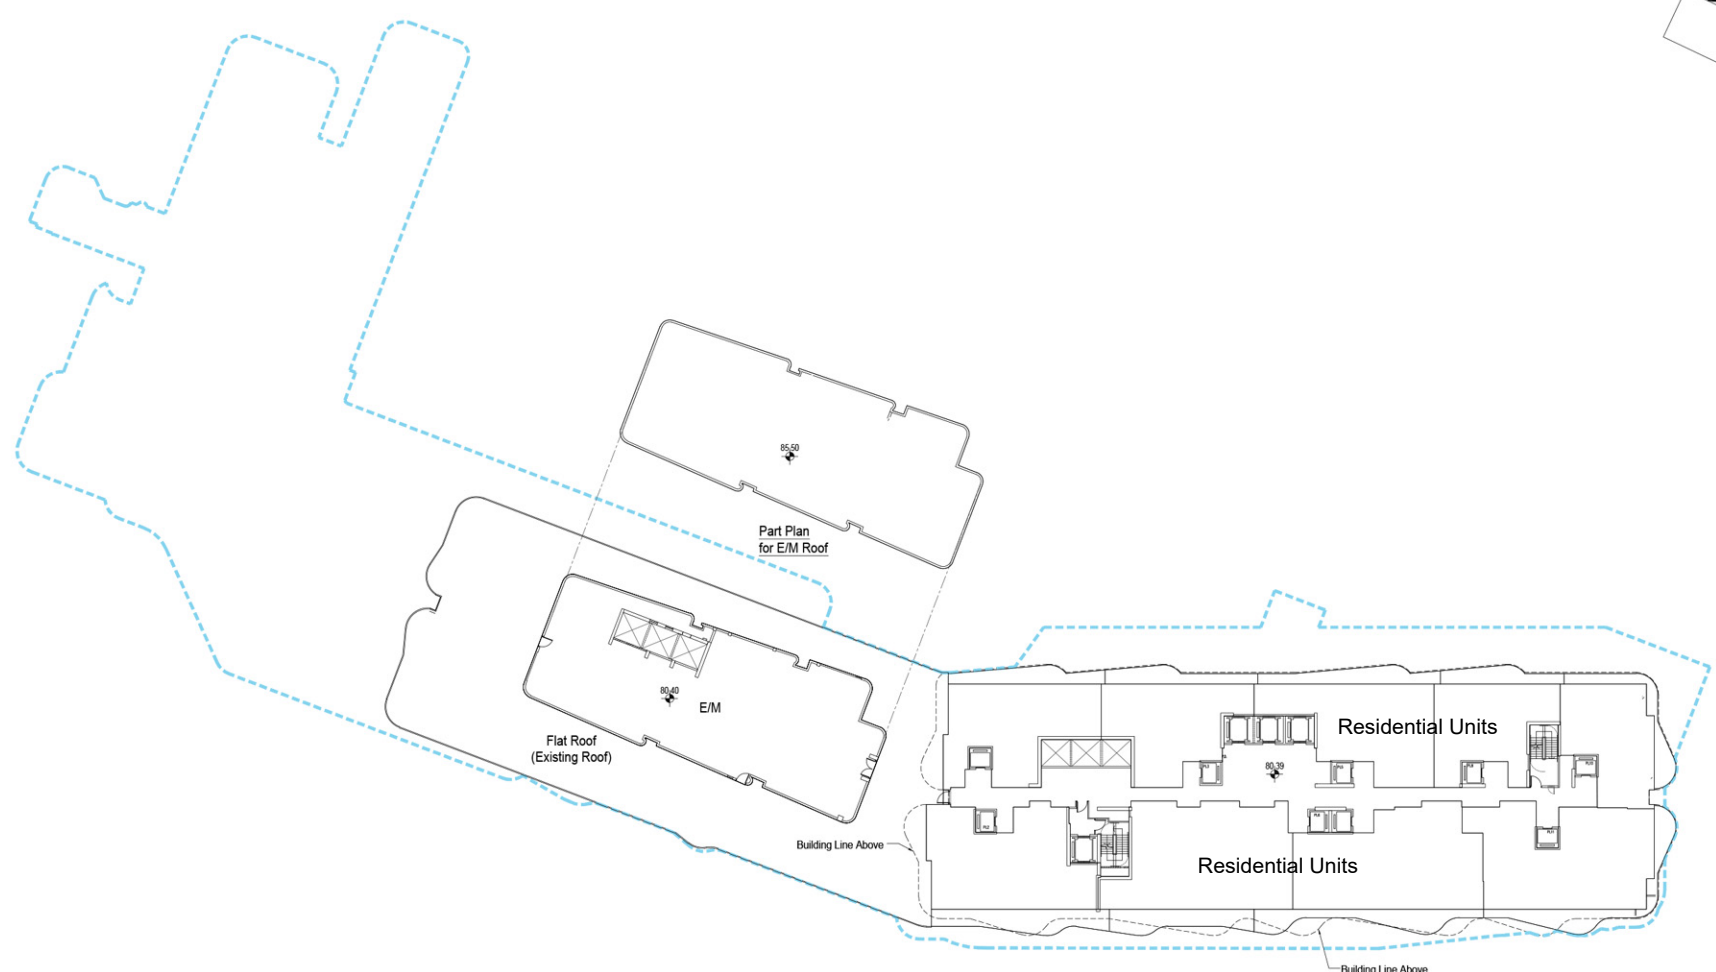 85.50
Part Plan
for E/M Roof
80.40
E/M
Flat Roof
(Existing Roof)
Residential Units
80.39
Building Line Above
Residential Units
Building Line Above